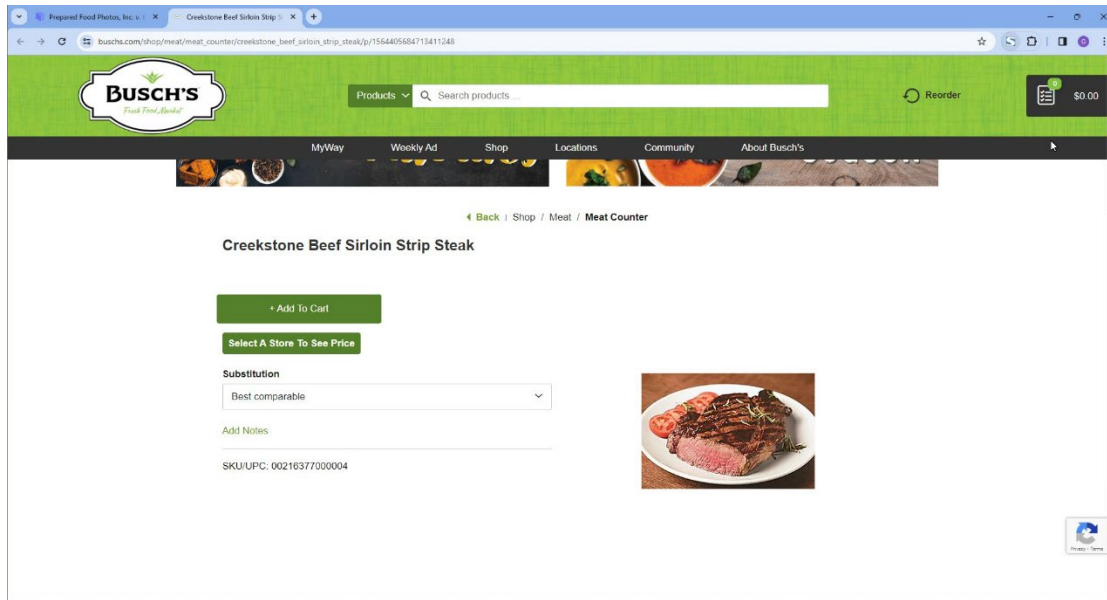 Prepared Food Photos, Inc. v. 
Creekstone Beef Sirloin Strip S
buschs.com/shop/meat/meat_counter/creekstone_beef_sirloin_strip_steak/p/1564405684713411248
BUSCH'S
Fresh Food Market
Products
Search products ...
Reorder
0
$0.00
MyWay Weekly Ad Shop Locations Community About Busch's
Back | Shop / Meat / Meat Counter
Creekstone Beef Sirloin Strip Steak
+ Add To Cart
Select A Store To See Price
Substitution
Best comparable
Add Notes
SKU/UPC: 00216377000004
Privacy - Terms